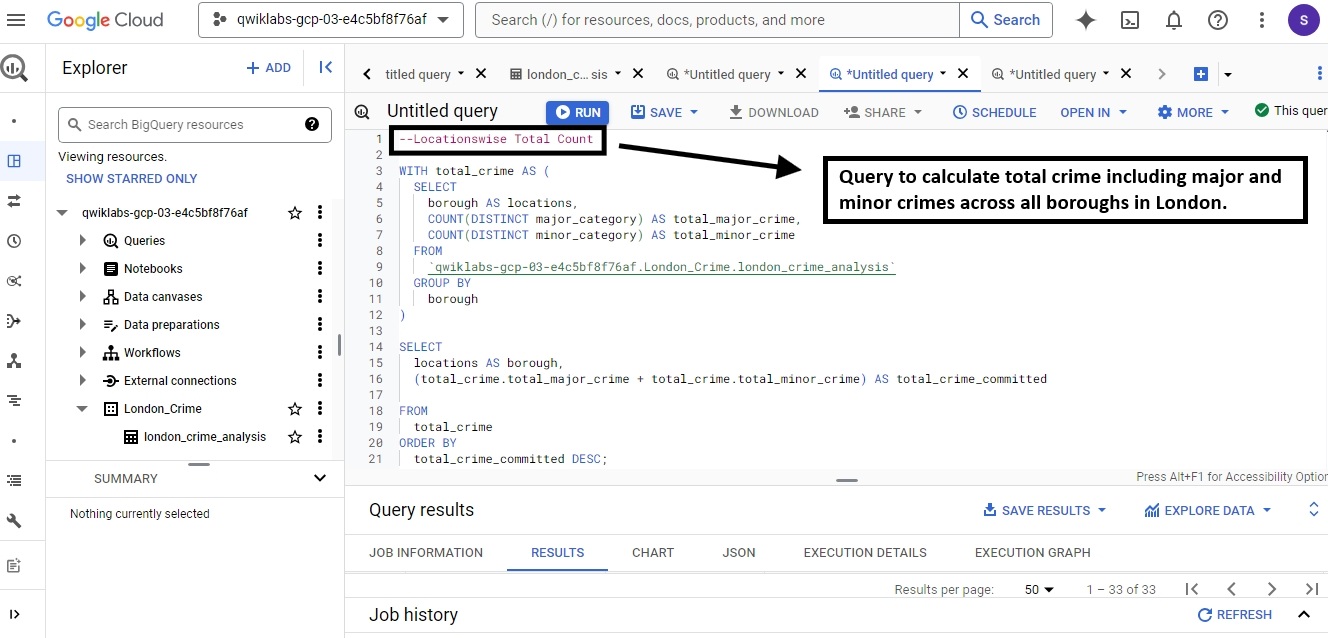 Google Cloud
qwiklabs-gcp-03-e4c5bf8f76af
Search (/) for resources, docs, products, and more
Search
S
Explorer
+ ADD
titled query
london_c... sis
*Untitled query
*Untitled query
*Untitled query
Search BigQuery resources
Viewing resources.
SHOW STARRED ONLY
qwiklabs-gcp-03-e4c5bf8f76af
Queries
Notebooks
Data canvases
Data preparations
Workflows
External connections
London_Crime
london_crime_analysis
SUMMARY
Nothing currently selected
Untitled query
RUN
SAVE
DOWNLOAD
SHARE
SCHEDULE
OPEN IN
MORE
This quer
1 --Locationswise Total Count
2
3 WITH total_crime AS (
4 SELECT
5 borough AS locations,
6 COUNT(DISTINCT major_category) AS total_major_crime,
7 COUNT(DISTINCT minor_category) AS total_minor_crime
8 FROM
9 `qwiklabs-gcp-03-e4c5bf8f76af.London_Crime.london_crime_analysis`
10 GROUP BY
11 borough
12 )
13
14 SELECT
15 locations AS borough,
16 (total_crime.total_major_crime + total_crime.total_minor_crime) AS total_crime_committed
17
18 FROM
19 total_crime
20 ORDER BY
21 total_crime_committed DESC;
Query to calculate total crime including major and
minor crimes across all boroughs in London.
Press Alt+F1 for Accessibility Option
Query results
SAVE RESULTS
EXPLORE DATA
JOB INFORMATION
RESULTS
CHART
JSON
EXECUTION DETAILS
EXECUTION GRAPH
Results per page:
50
1 – 33 of 33
Job history
REFRESH